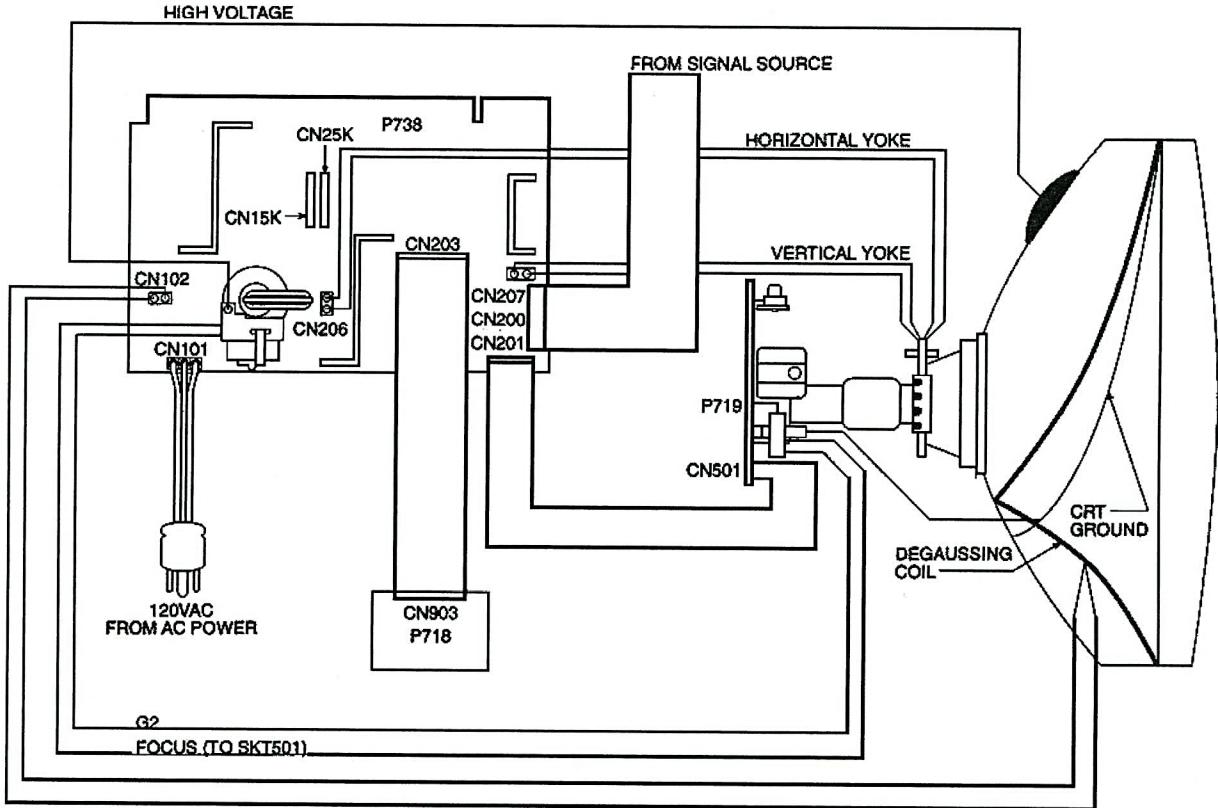 HIGH VOLTAGE
FROM SIGNAL SOURCE
P738
CN25K
HORIZONTAL YOKE
CN15K
CN203
VERTICAL YOKE
CN102
CN207
CN200
CN206
CN201
CN101
P719
CN501
CRT
GROUND
DEGAUSSING
COIL
120VAC
FROM AC POWER
CN903
P718
G2
FOCUS (TO SKT501)